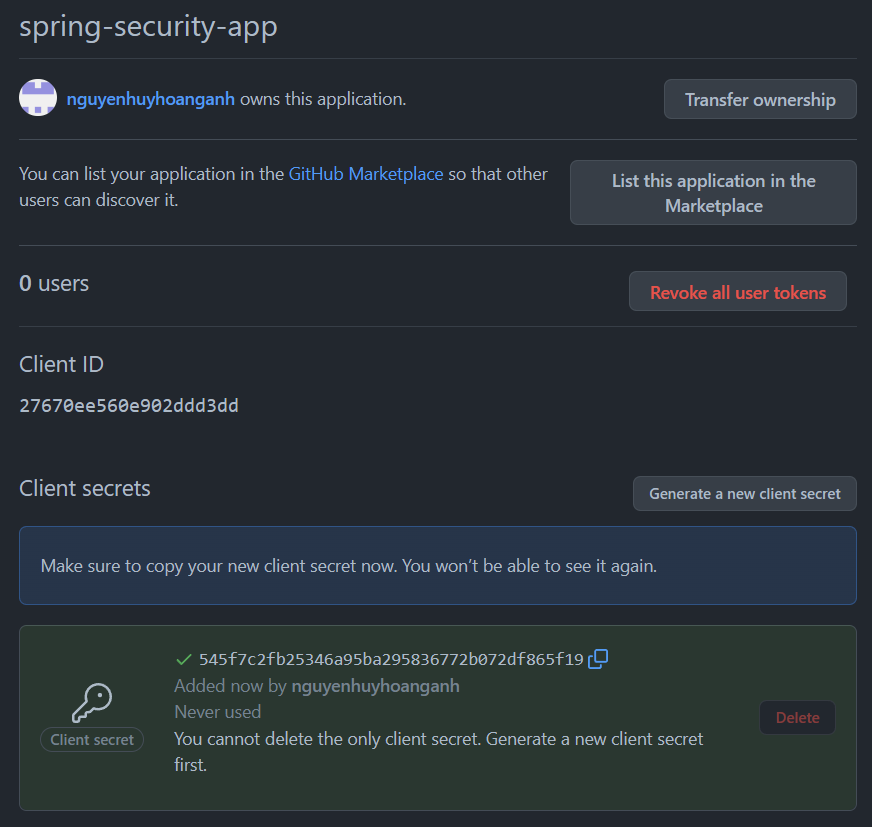 spring-security-app
nguyenhuyhoanganh owns this application.
Transfer ownership
You can list your application in the GitHub Marketplace so that other
users can discover it.
List this application in the
Marketplace
0 users
Revoke all user tokens
Client ID
27670ee560e902ddd3dd
Client secrets
Generate a new client secret
Make sure to copy your new client secret now. You won’t be able to see it again.
545f7c2fb25346a95ba295836772b072df865f19
Added now by nguyenhuyhoanganh
Never used
You cannot delete the only client secret. Generate a new client secret
first.
Client secret
Delete